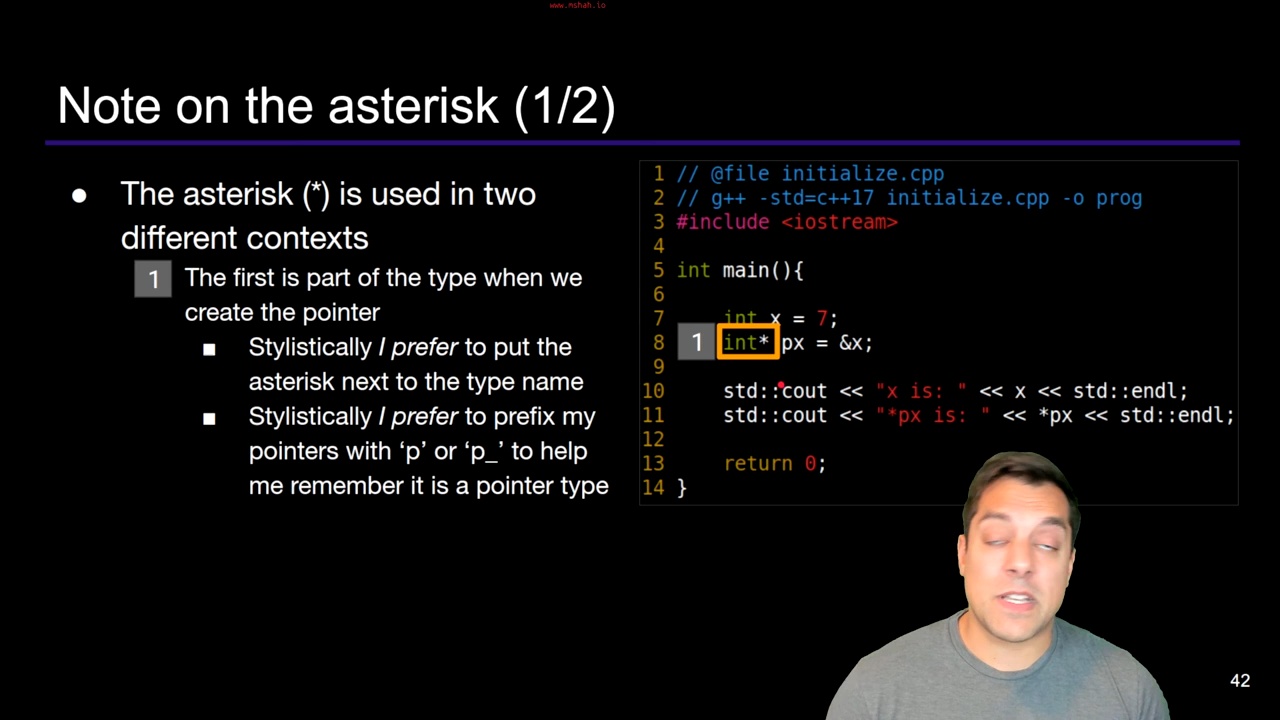 www.mshah.io
Note on the asterisk (1/2)
● The asterisk (*) is used in two
different contexts
1 The first is part of the type when we
create the pointer
■ Stylistically I prefer to put the
asterisk next to the type name
■ Stylistically I prefer to prefix my
pointers with ‘p’ or ‘p_’ to help
me remember it is a pointer type
1 // @file initialize.cpp
2 // g++ -std=c++17 initialize.cpp -o prog
3 #include <iostream>
4
5 int main(){
6
7     int x = 7;
8 1 int* px = &x;
9
10     std::cout << "x is: " << x << std::endl;
11     std::cout << "*px is: " << *px << std::endl;
12
13     return 0;
14 }
42